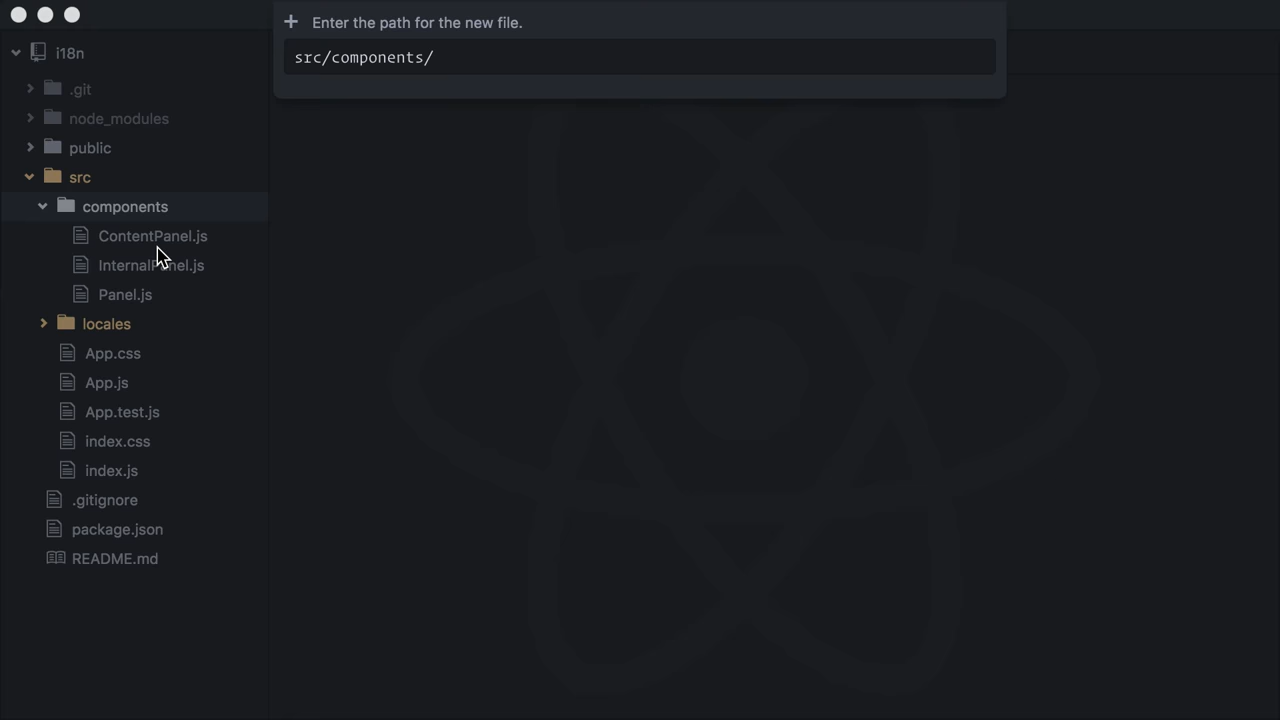 Enter the path for the new file.
src/components/
i18n
.git
node_modules
public
src
components
ContentPanel.js
InternalPanel.js
Panel.js
locales
App.css
App.js
App.test.js
index.css
index.js
.gitignore
package.json
README.md